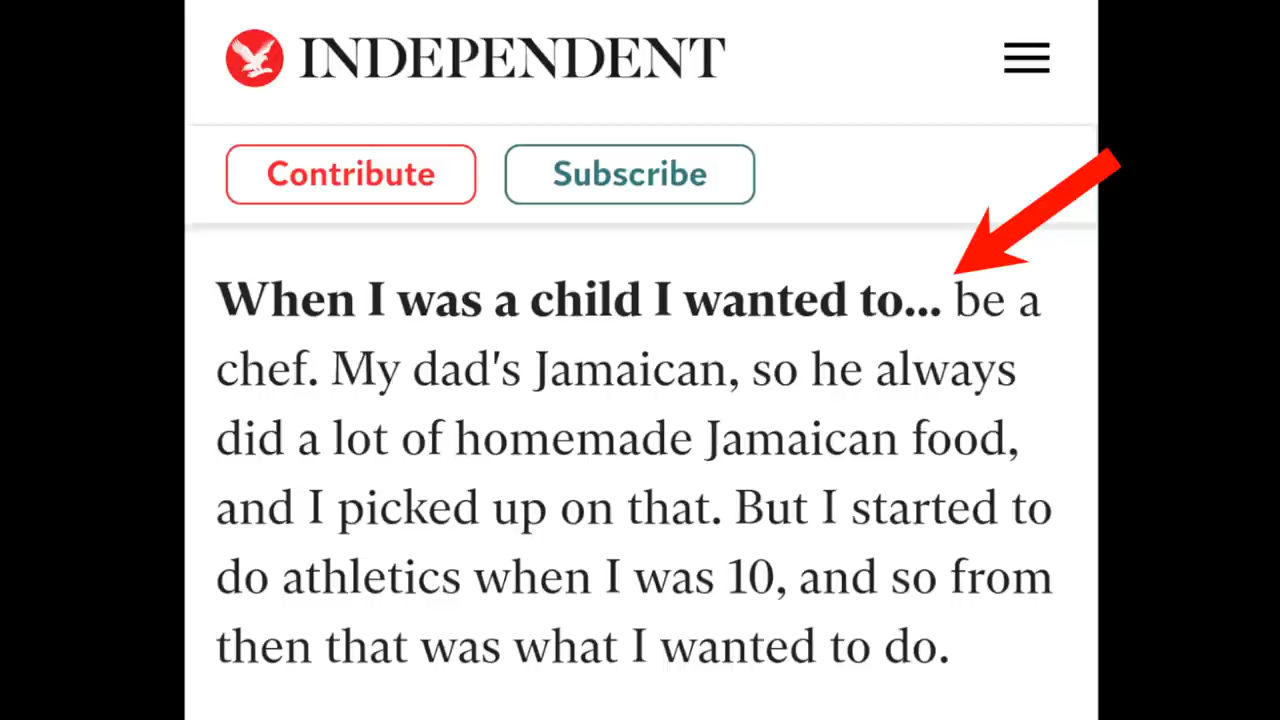 INDEPENDENT
Contribute
Subscribe
When I was a child I wanted to... be a
chef. My dad's Jamaican, so he always
did a lot of homemade Jamaican food,
and I picked up on that. But I started to
do athletics when I was 10, and so from
then that was what I wanted to do.